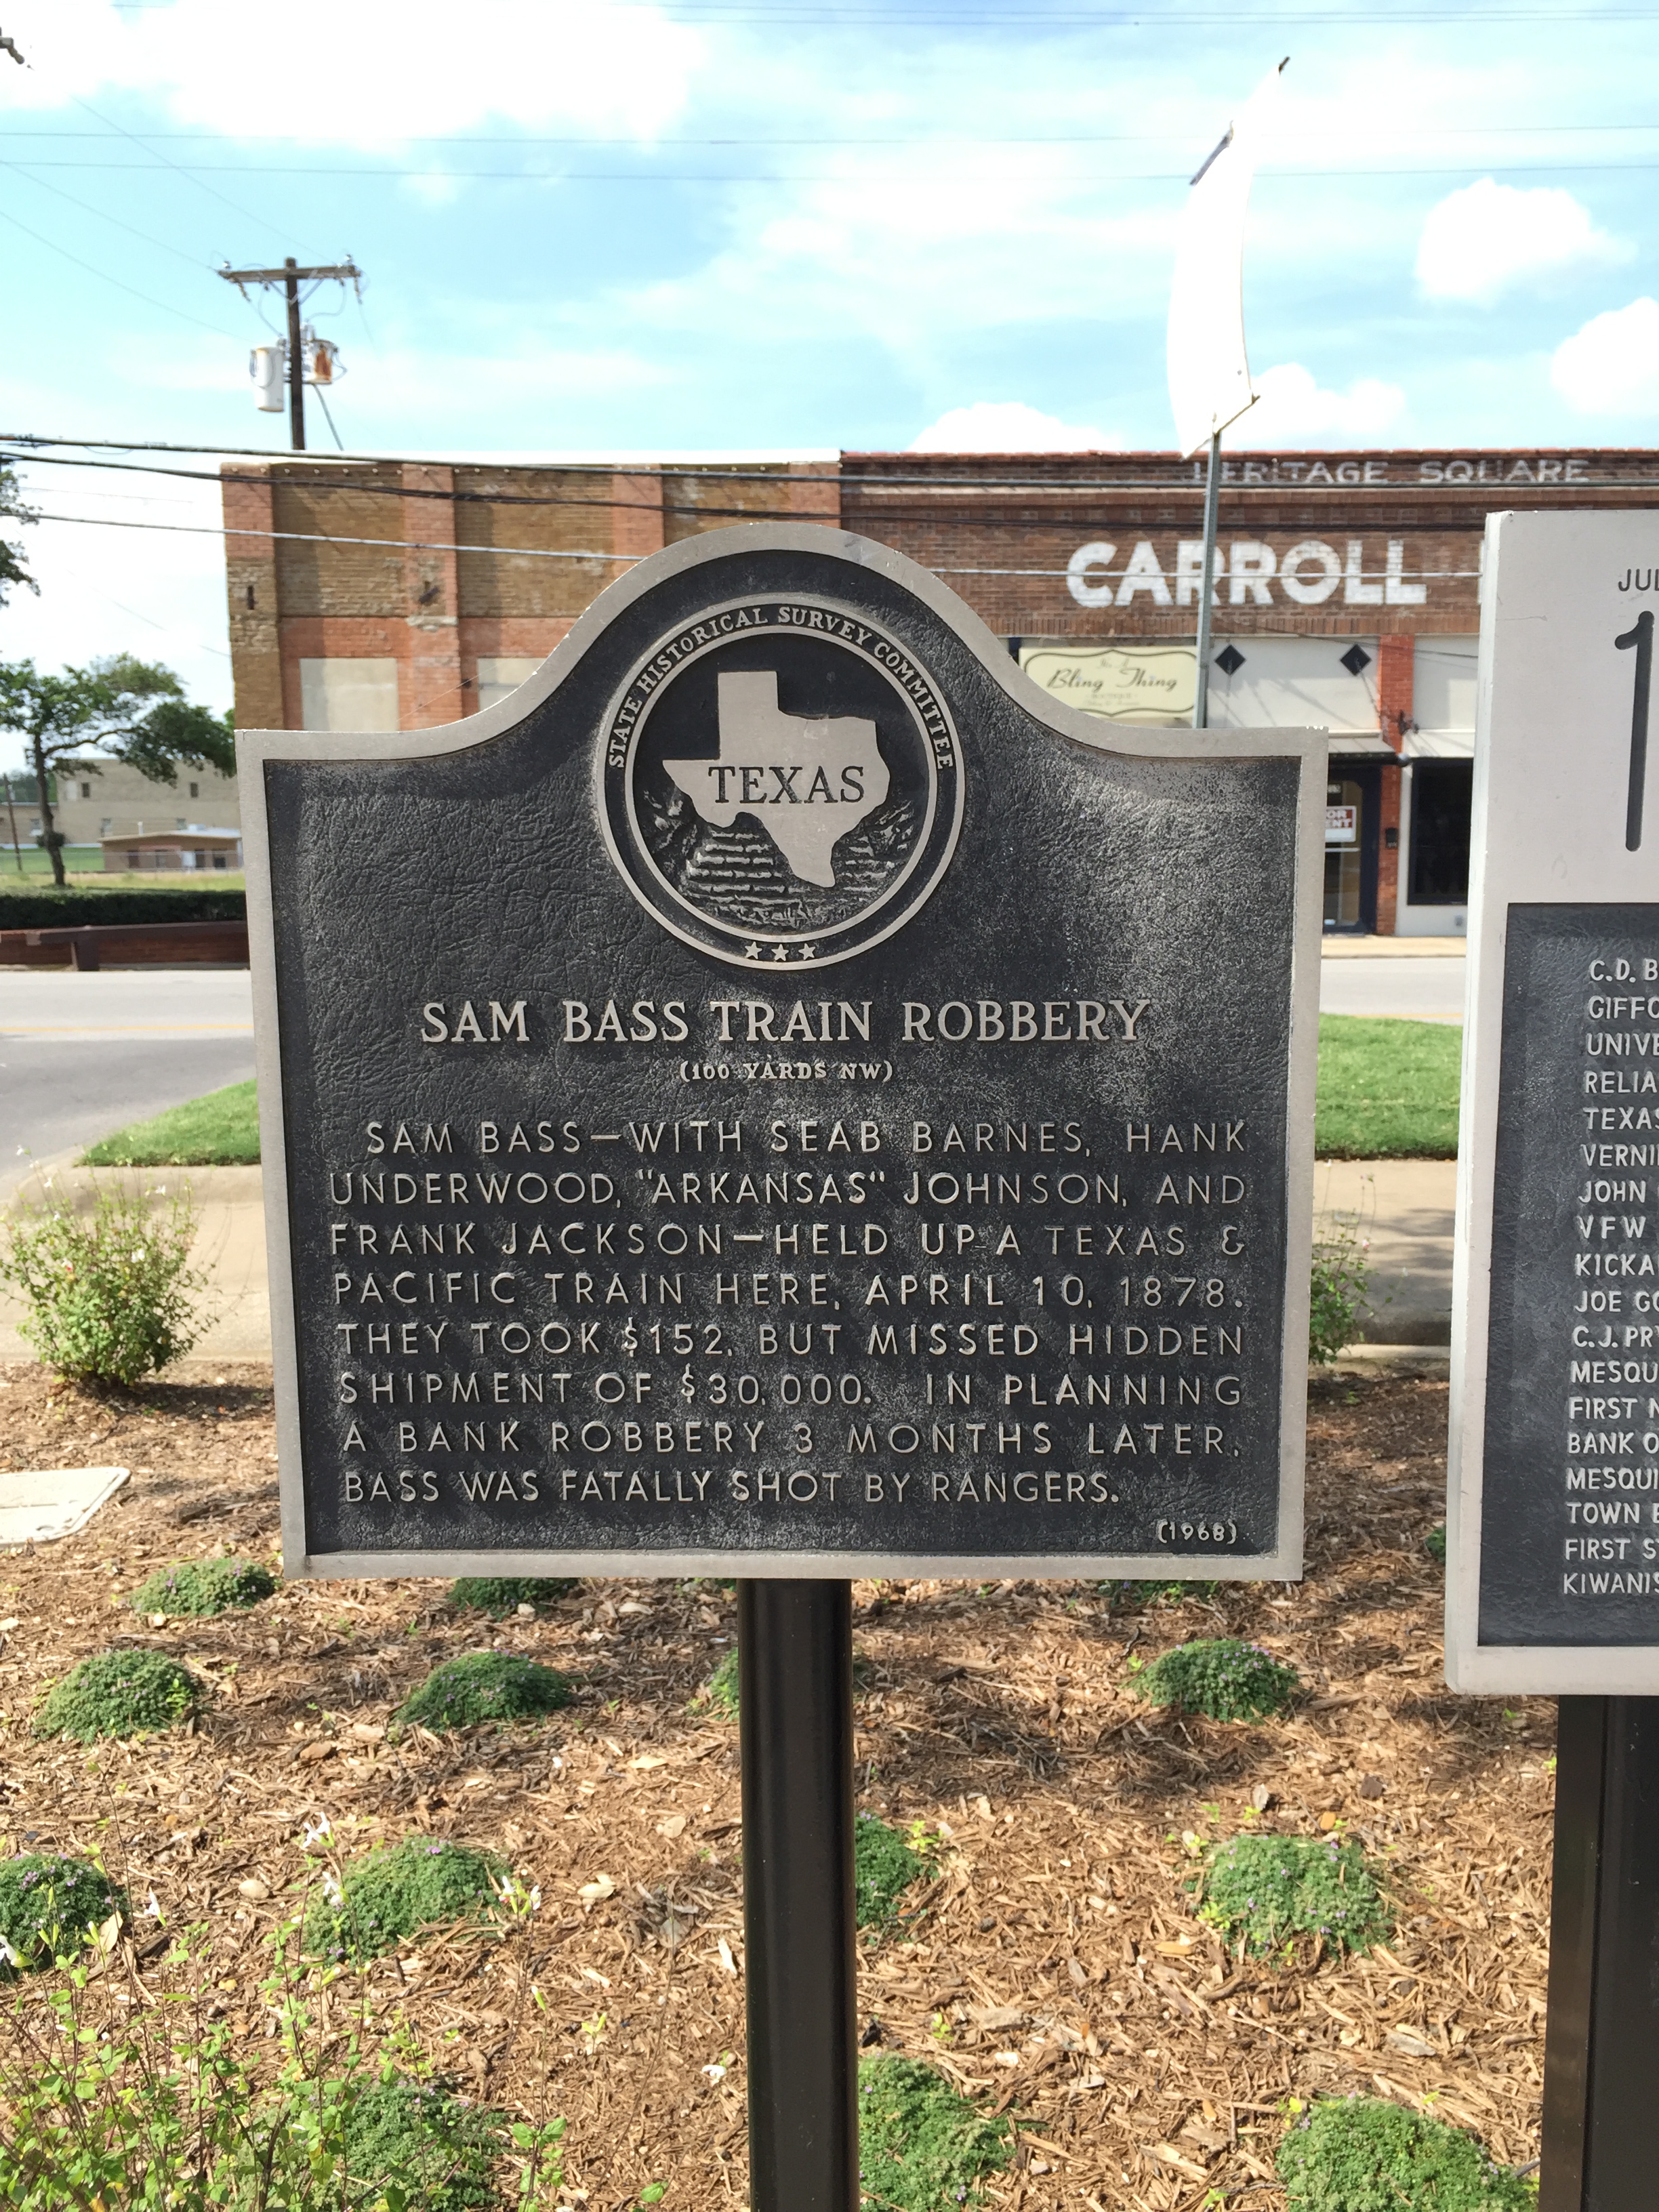 HERITAGE SQUARE
CARROLL
Bling Thing
STATE HISTORICAL SURVEY COMMITTEE
TEXAS
SAM BASS TRAIN ROBBERY
(100 YARDS NW)
SAM BASS—WITH SEAB BARNES, HANK
UNDERWOOD, "ARKANSAS" JOHNSON, AND
FRANK JACKSON—HELD UP A TEXAS &
PACIFIC TRAIN HERE, APRIL 10, 1878.
THEY TOOK $152, BUT MISSED HIDDEN
SHIPMENT OF $30,000. IN PLANNING
A BANK ROBBERY 3 MONTHS LATER,
BASS WAS FATALLY SHOT BY RANGERS.
(1968)
JUL
1
C.D. B
GIFFO
UNIVE
RELIA
TEXAS
VERNI
JOHN
VFW
KICKA
JOE GO
C.J. PRY
MESQU
FIRST N
BANK O
MESQUI
TOWN E
FIRST ST
KIWANIS